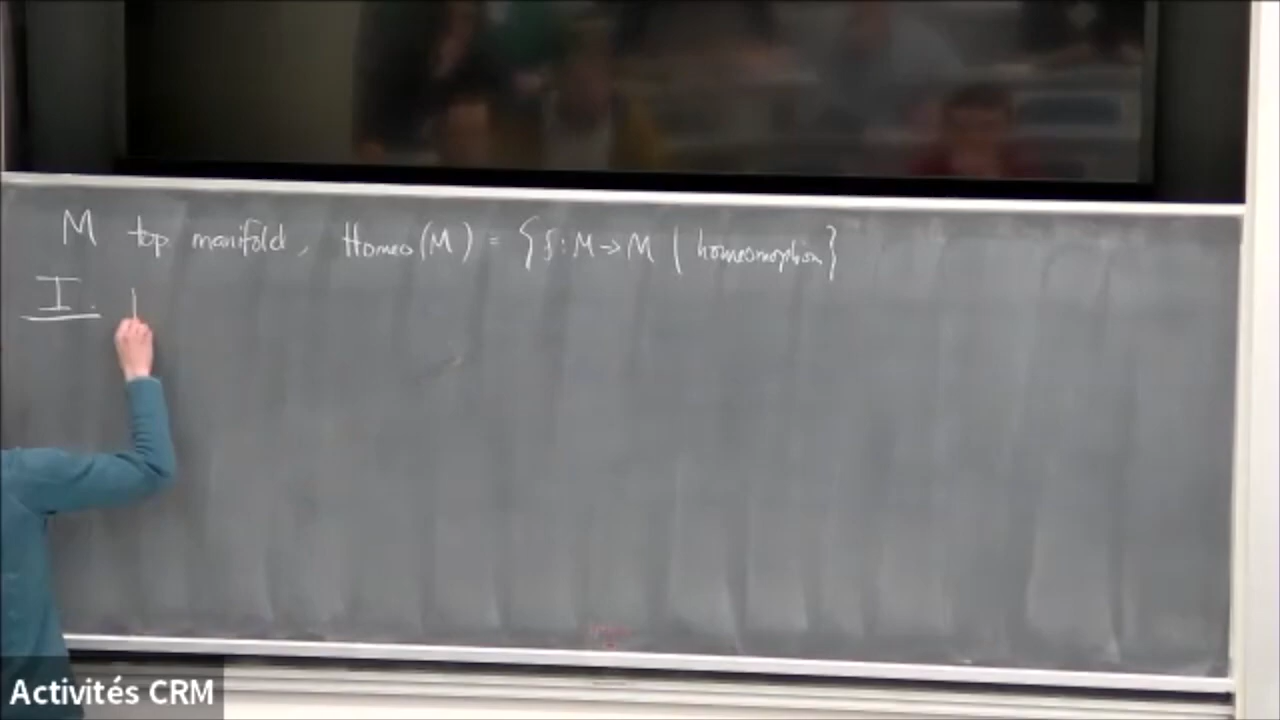 M top. manifold, Homeo(M) = {f: M → M | homeomorphism}
I.
Activités CRM